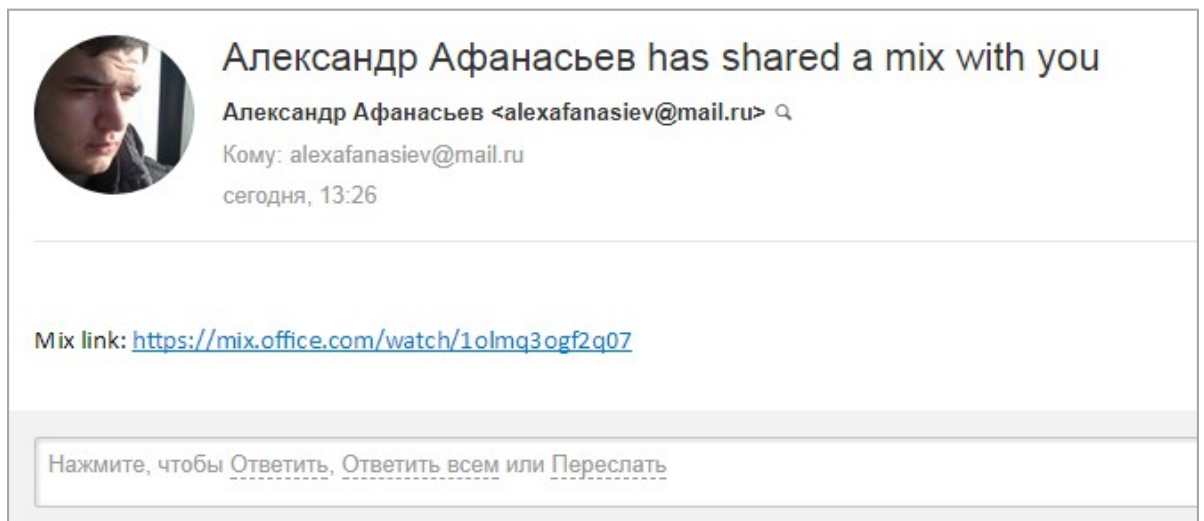 Александр Афанасьев has shared a mix with you
Александр Афанасьев <alexafanasiev@mail.ru>
Кому: alexafanasiev@mail.ru
сегодня, 13:26
Mix link: https://mix.office.com/watch/1olmq3ogf2q07
Нажмите, чтобы Ответить, Ответить всем или Переслать